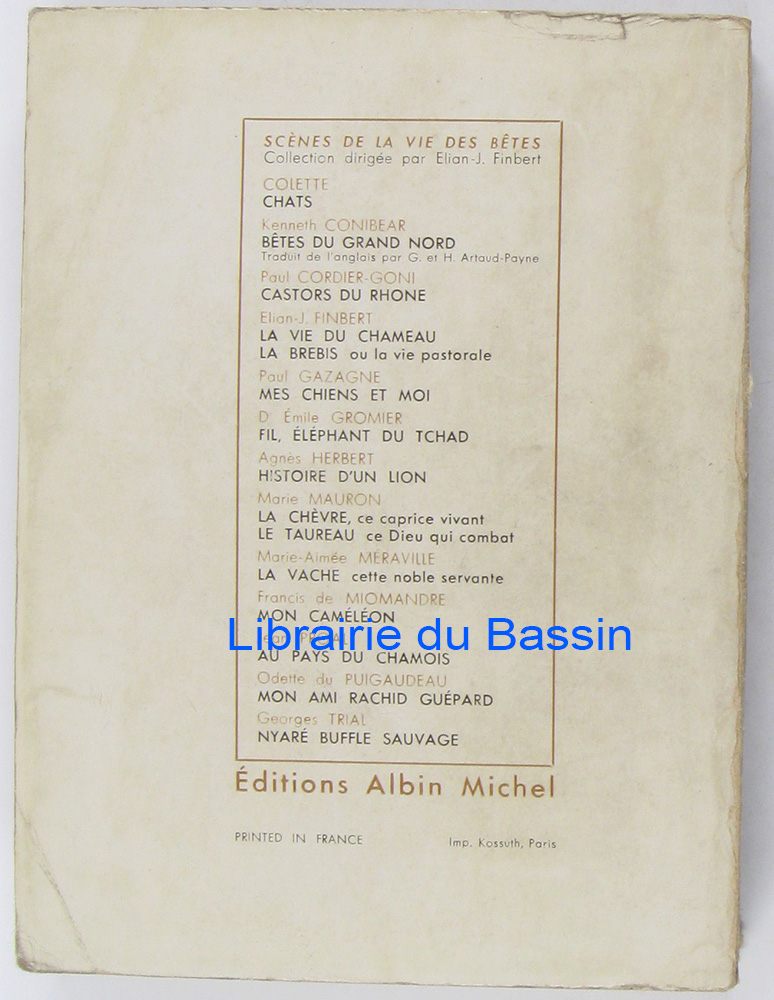 SCÈNES DE LA VIE DES BÊTES
Collection dirigée par Elian-J. Finbert
COLETTE
CHATS
Kenneth CONIBEAR
BÊTES DU GRAND NORD
Traduit de l'anglais par G. et H. Artaud-Payne
Paul CORDIER-GONI
CASTORS DU RHONE
Elian-J. FINBERT
LA VIE DU CHAMEAU
LA BREBIS ou la vie pastorale
Paul GAZAGNE
MES CHIENS ET MOI
Dr Émile GROMIER
FIL, ÉLÉPHANT DU TCHAD
Agnès HERBERT
HISTOIRE D'UN LION
Marie MAURON
LA CHÈVRE, ce caprice vivant
LE TAUREAU ce Dieu qui combat
Marie-Aimée MÉRAVILLE
LA VACHE cette noble servante
Francis de MIOMANDRE
MON CAMÉLÉON
Librairie du Bassin
AU PAYS DU CHAMOIS
Odette du PUIGAUDEAU
MON AMI RACHID GUÉPARD
Georges TRIAL
NYARÉ BUFFLE SAUVAGE
Éditions Albin Michel
PRINTED IN FRANCE
Imp. Kossuth, Paris